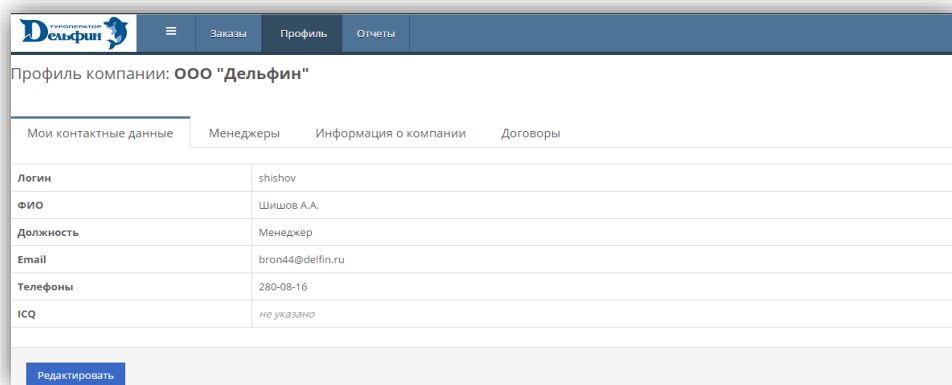 ТУРОПЕРАТОР
Дельфин
Заказы Профиль Отчеты
Профиль компании: ООО "Дельфин"
Мои контактные данные Менеджеры Информация о компании Договоры
Логин shishov
ФИО Шишов А.А.
Должность Менеджер
Email bron44@delfin.ru
Телефоны 280-08-16
ICQ не указано
Редактировать